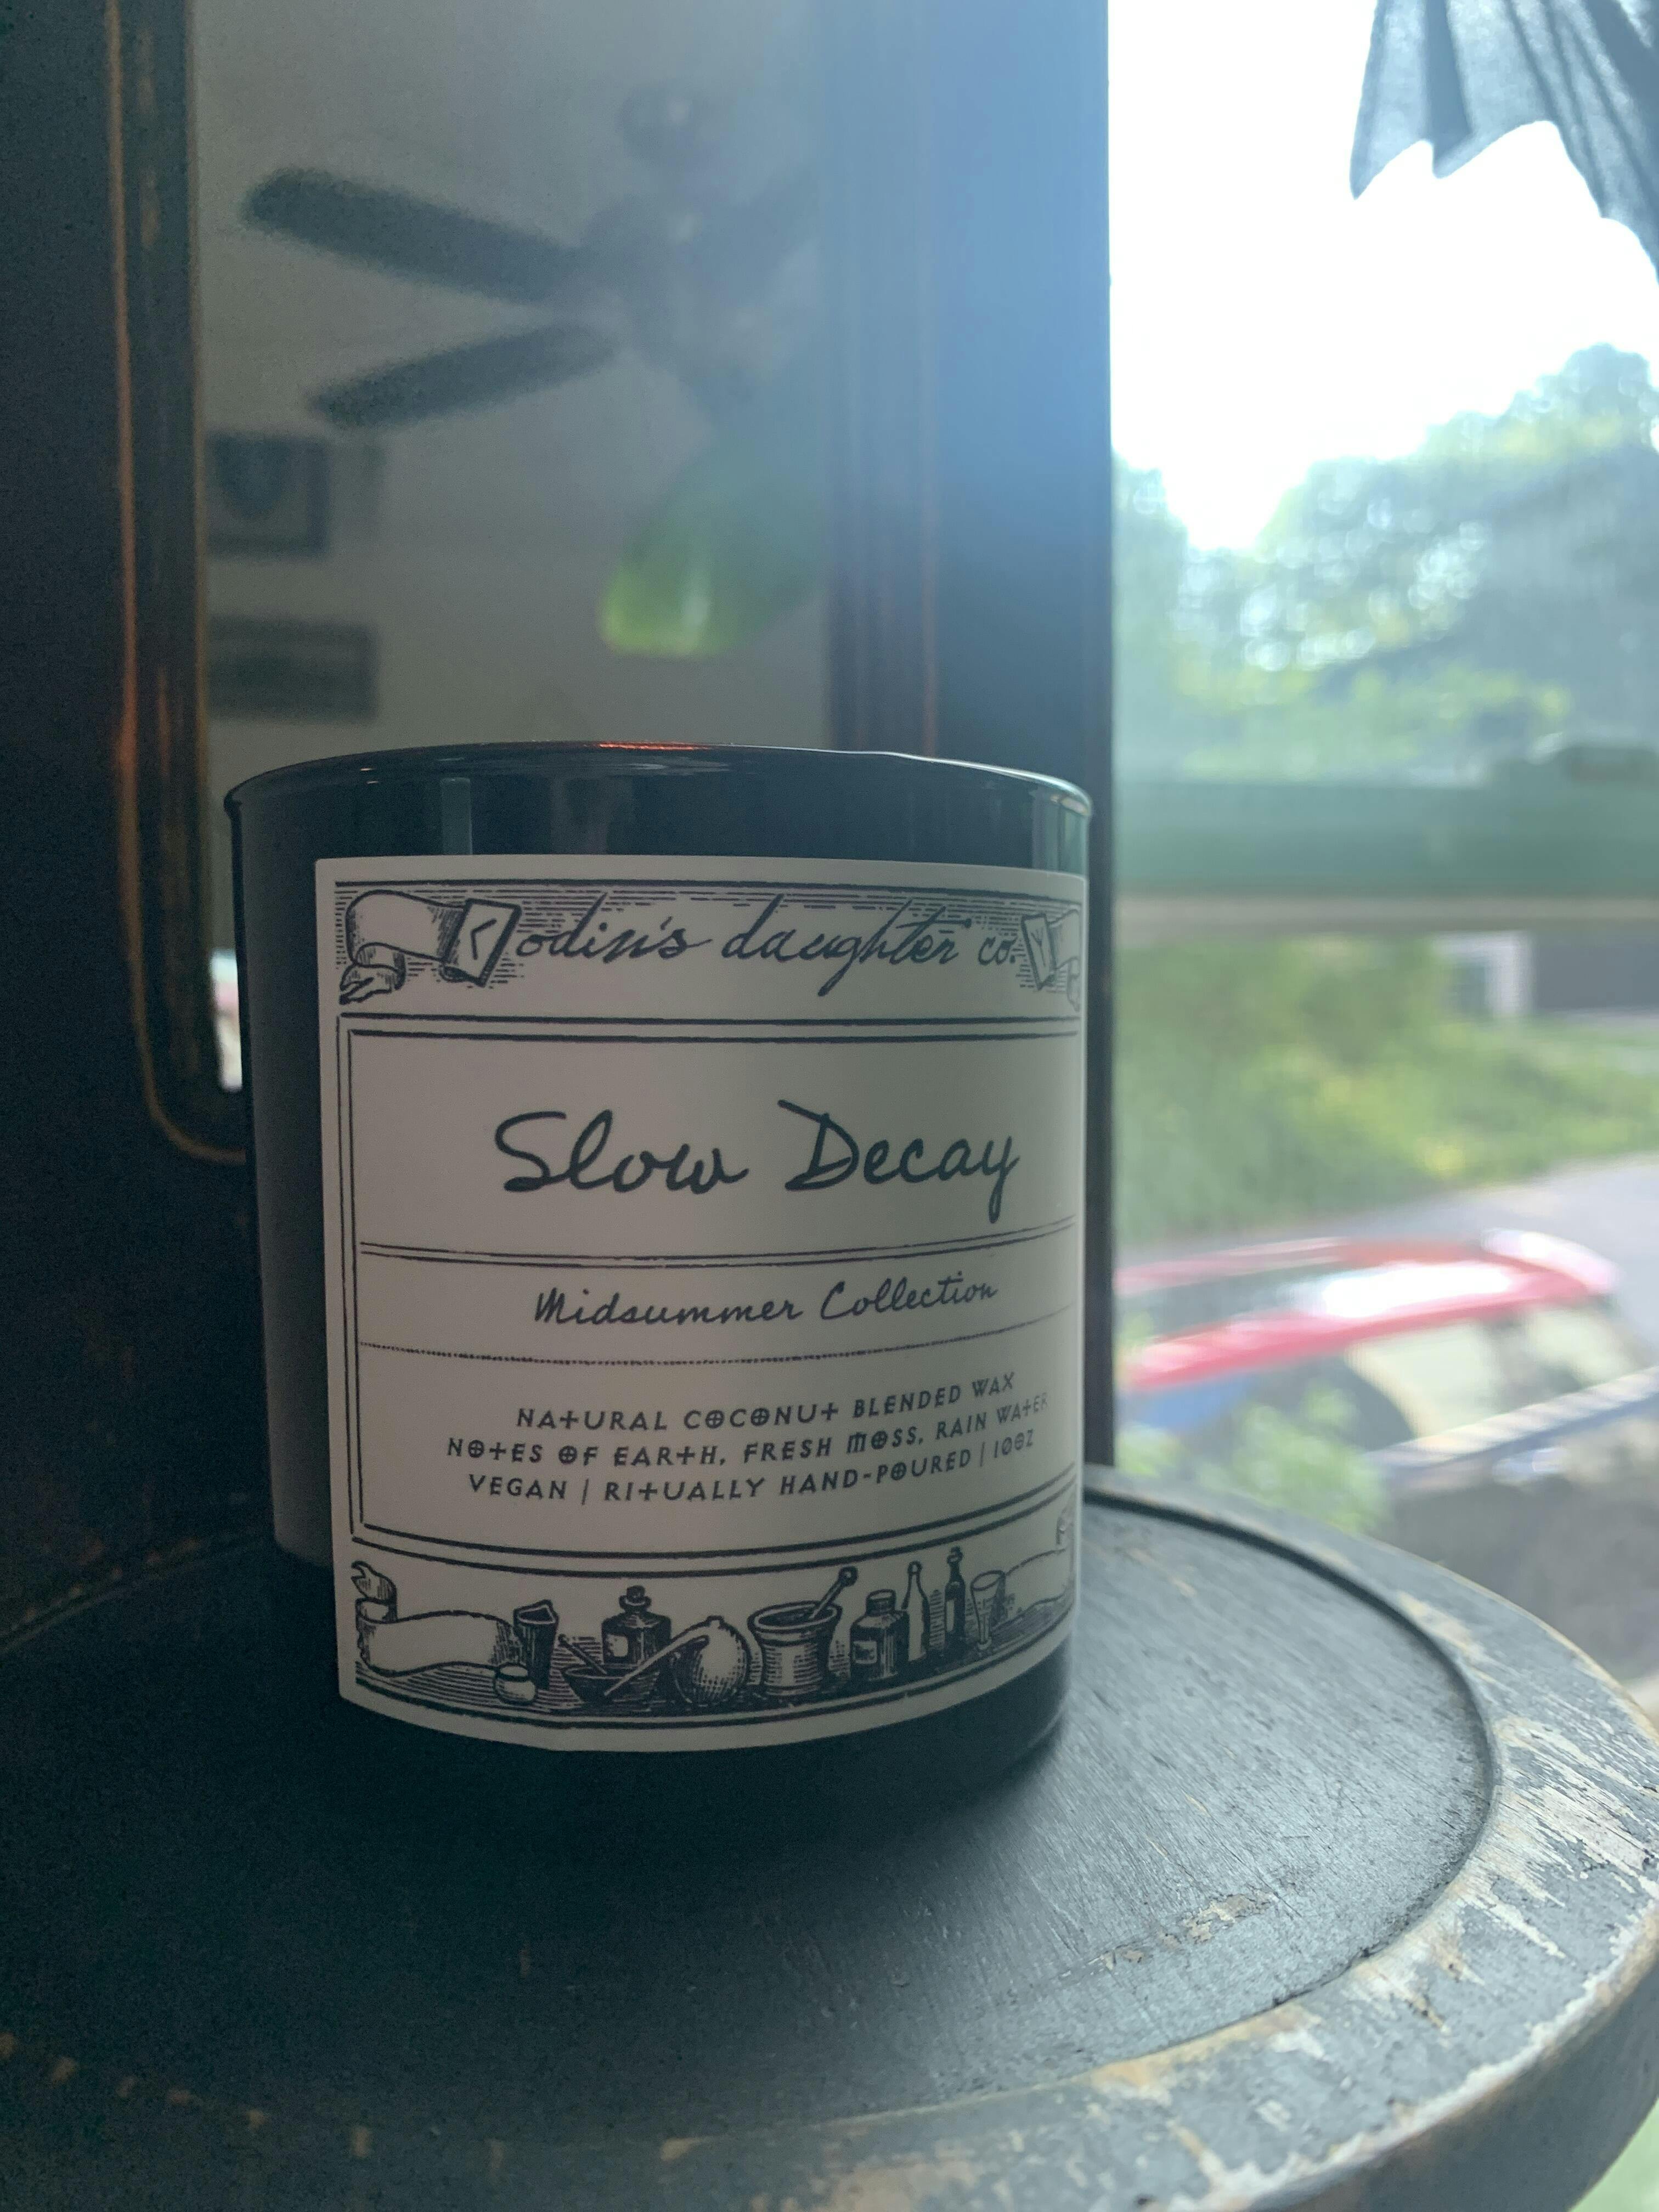 odin's daughter co.
Slow Decay
Midsummer Collection
NATURAL COCONUT BLENDED WAX
NOTES OF EARTH, FRESH MOSS, RAIN WATER
VEGAN | RITUALLY HAND-POURED | 10OZ